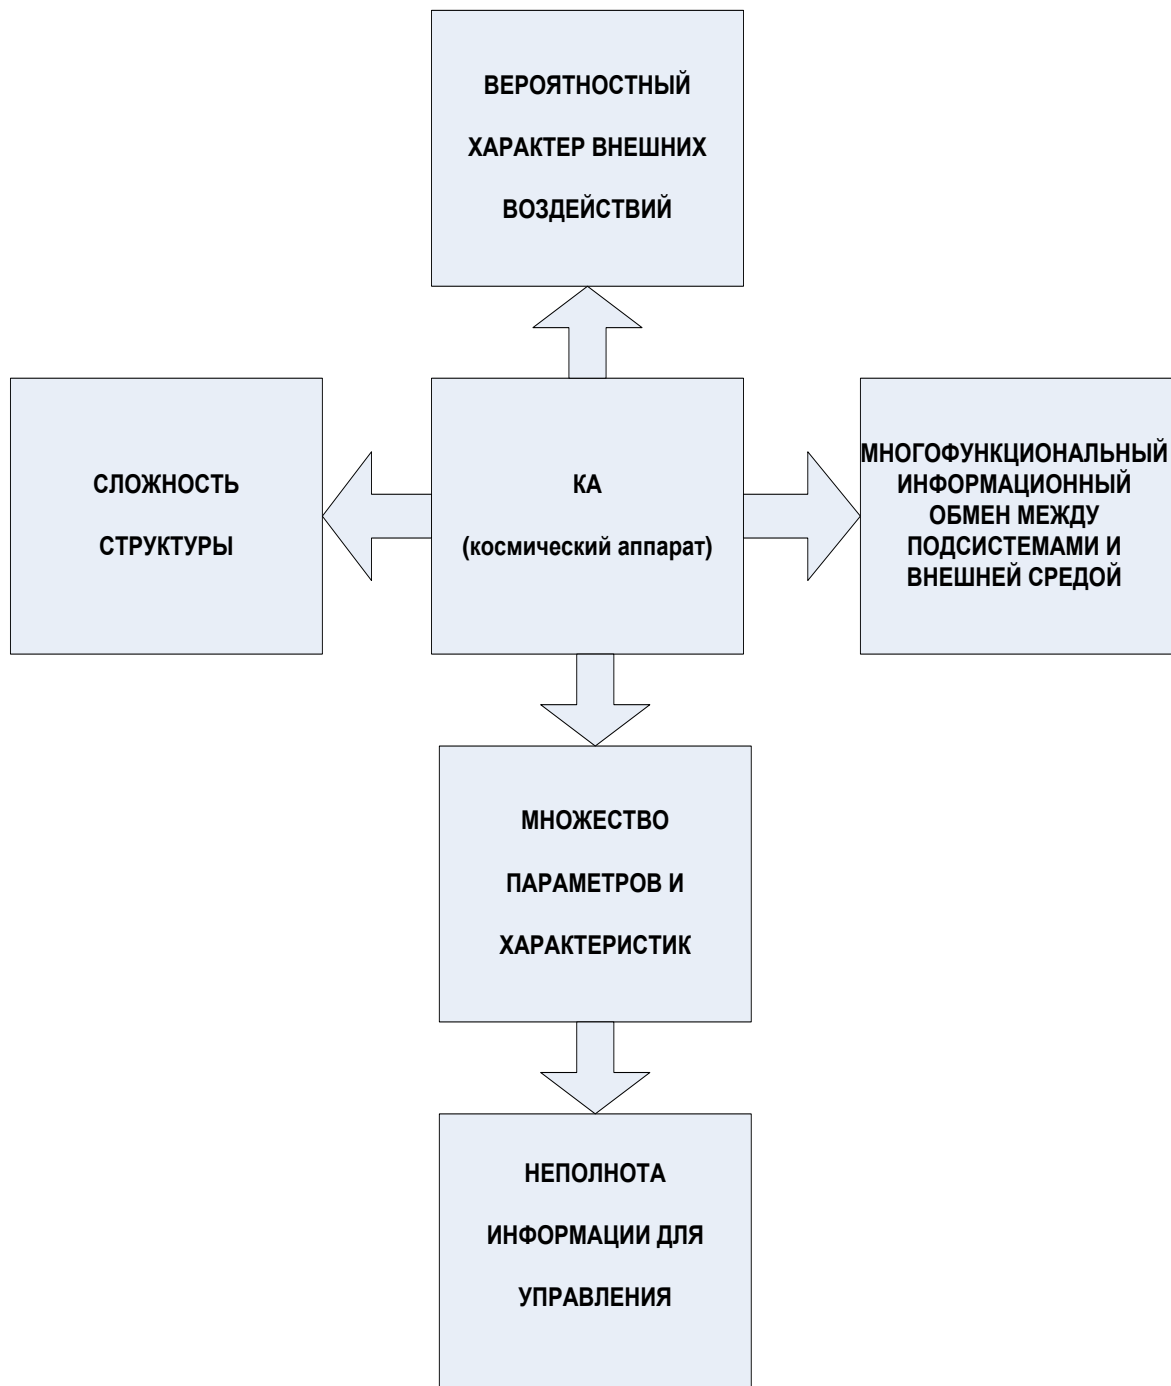 ВЕРОЯТНОСТНЫЙ
ХАРАКТЕР ВНЕШНИХ
ВОЗДЕЙСТВИЙ
СЛОЖНОСТЬ
СТРУКТУРЫ
КА
(космический аппарат)
МНОГОФУНКЦИОНАЛЬНЫЙ
ИНФОРМАЦИОННЫЙ
ОБМЕН МЕЖДУ
ПОДСИСТЕМАМИ И
ВНЕШНЕЙ СРЕДОЙ
МНОЖЕСТВО
ПАРАМЕТРОВ И
ХАРАКТЕРИСТИК
НЕПОЛНОТА
ИНФОРМАЦИИ ДЛЯ
УПРАВЛЕНИЯ